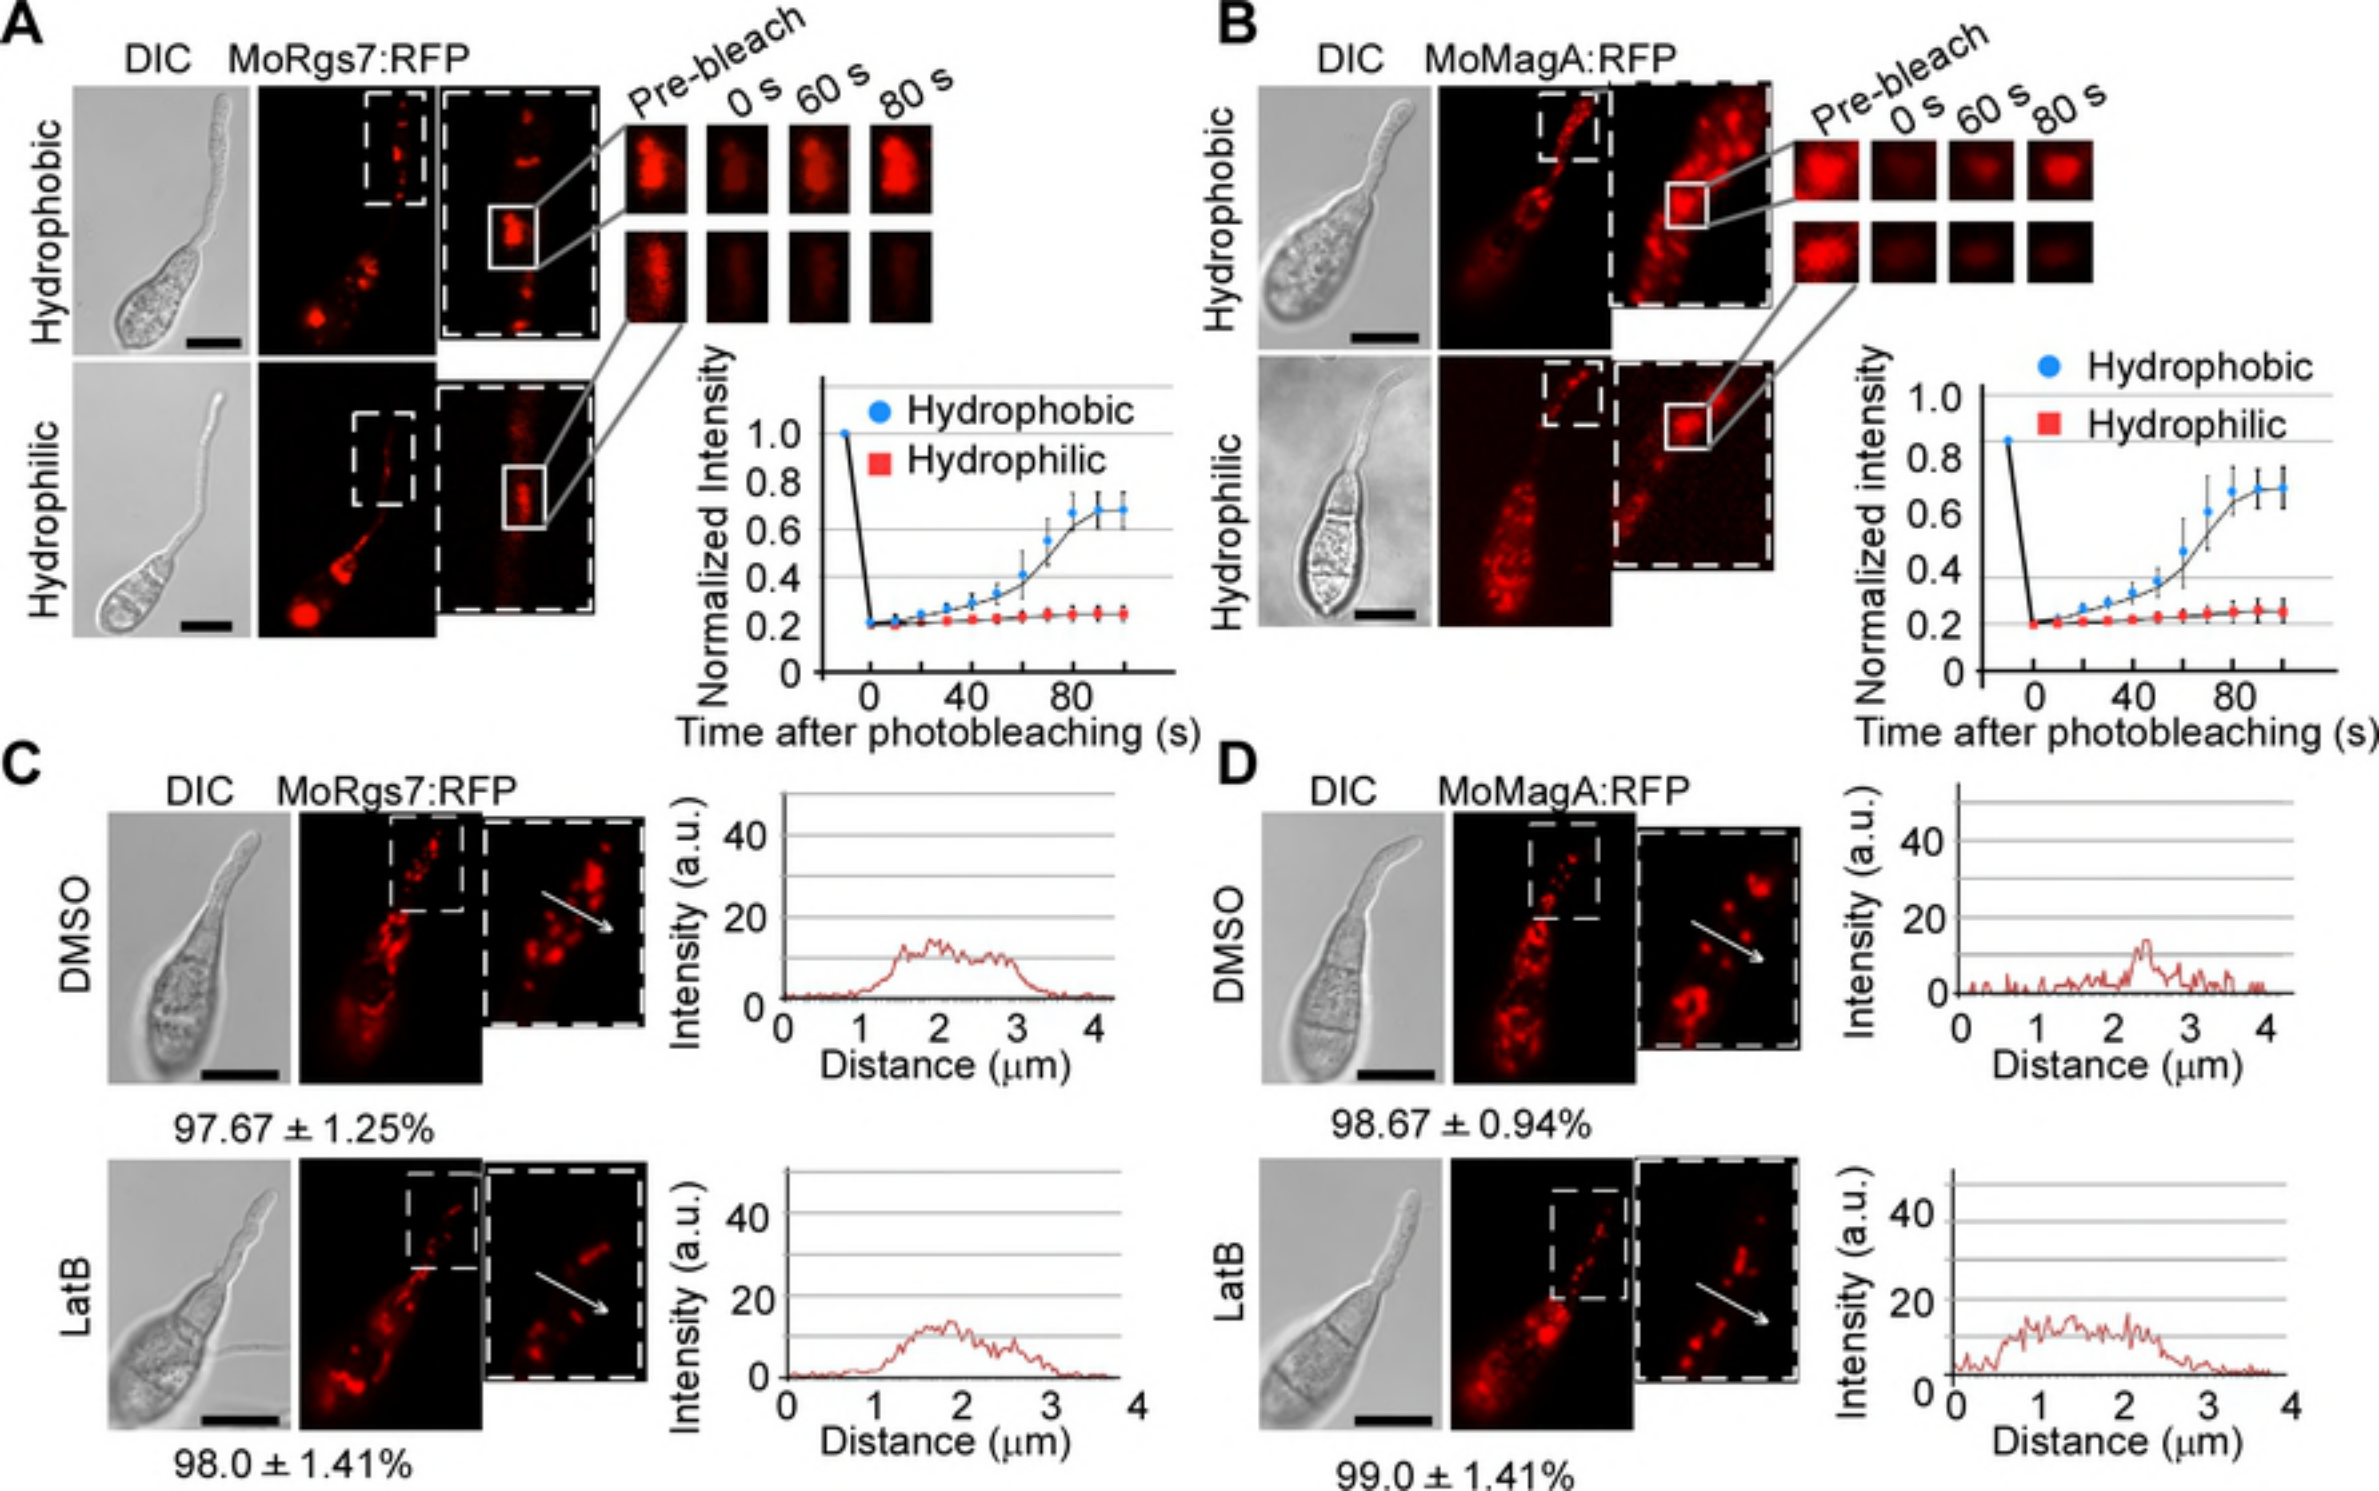 A
DIC MoRgs7:RFP
Pre-bleach 0 s 60 s 80 s
Hydrophobic
Hydrophilic
Normalized Intensity
1.0
0.8
0.6
0.4
0.2
0
Hydrophobic
Hydrophilic
0 40 80
Time after photobleaching (s)
B
DIC MoMagA:RFP
Pre-bleach 0 s 60 s 80 s
Hydrophobic
Hydrophilic
Normalized intensity
1.0
0.8
0.6
0.4
0.2
0
Hydrophobic
Hydrophilic
0 40 80
Time after photobleaching (s)
C
DIC MoRgs7:RFP
DMSO
Intensity (a.u.)
40
20
0
0 1 2 3 4
Distance (μm)
97.67 ± 1.25%
LatB
Intensity (a.u.)
40
20
0
0 1 2 3 4
Distance (μm)
98.0 ± 1.41%
D
DIC MoMagA:RFP
DMSO
Intensity (a.u.)
40
20
0
0 1 2 3 4
Distance (μm)
98.67 ± 0.94%
LatB
Intensity (a.u.)
40
20
0
0 1 2 3 4
Distance (μm)
99.0 ± 1.41%